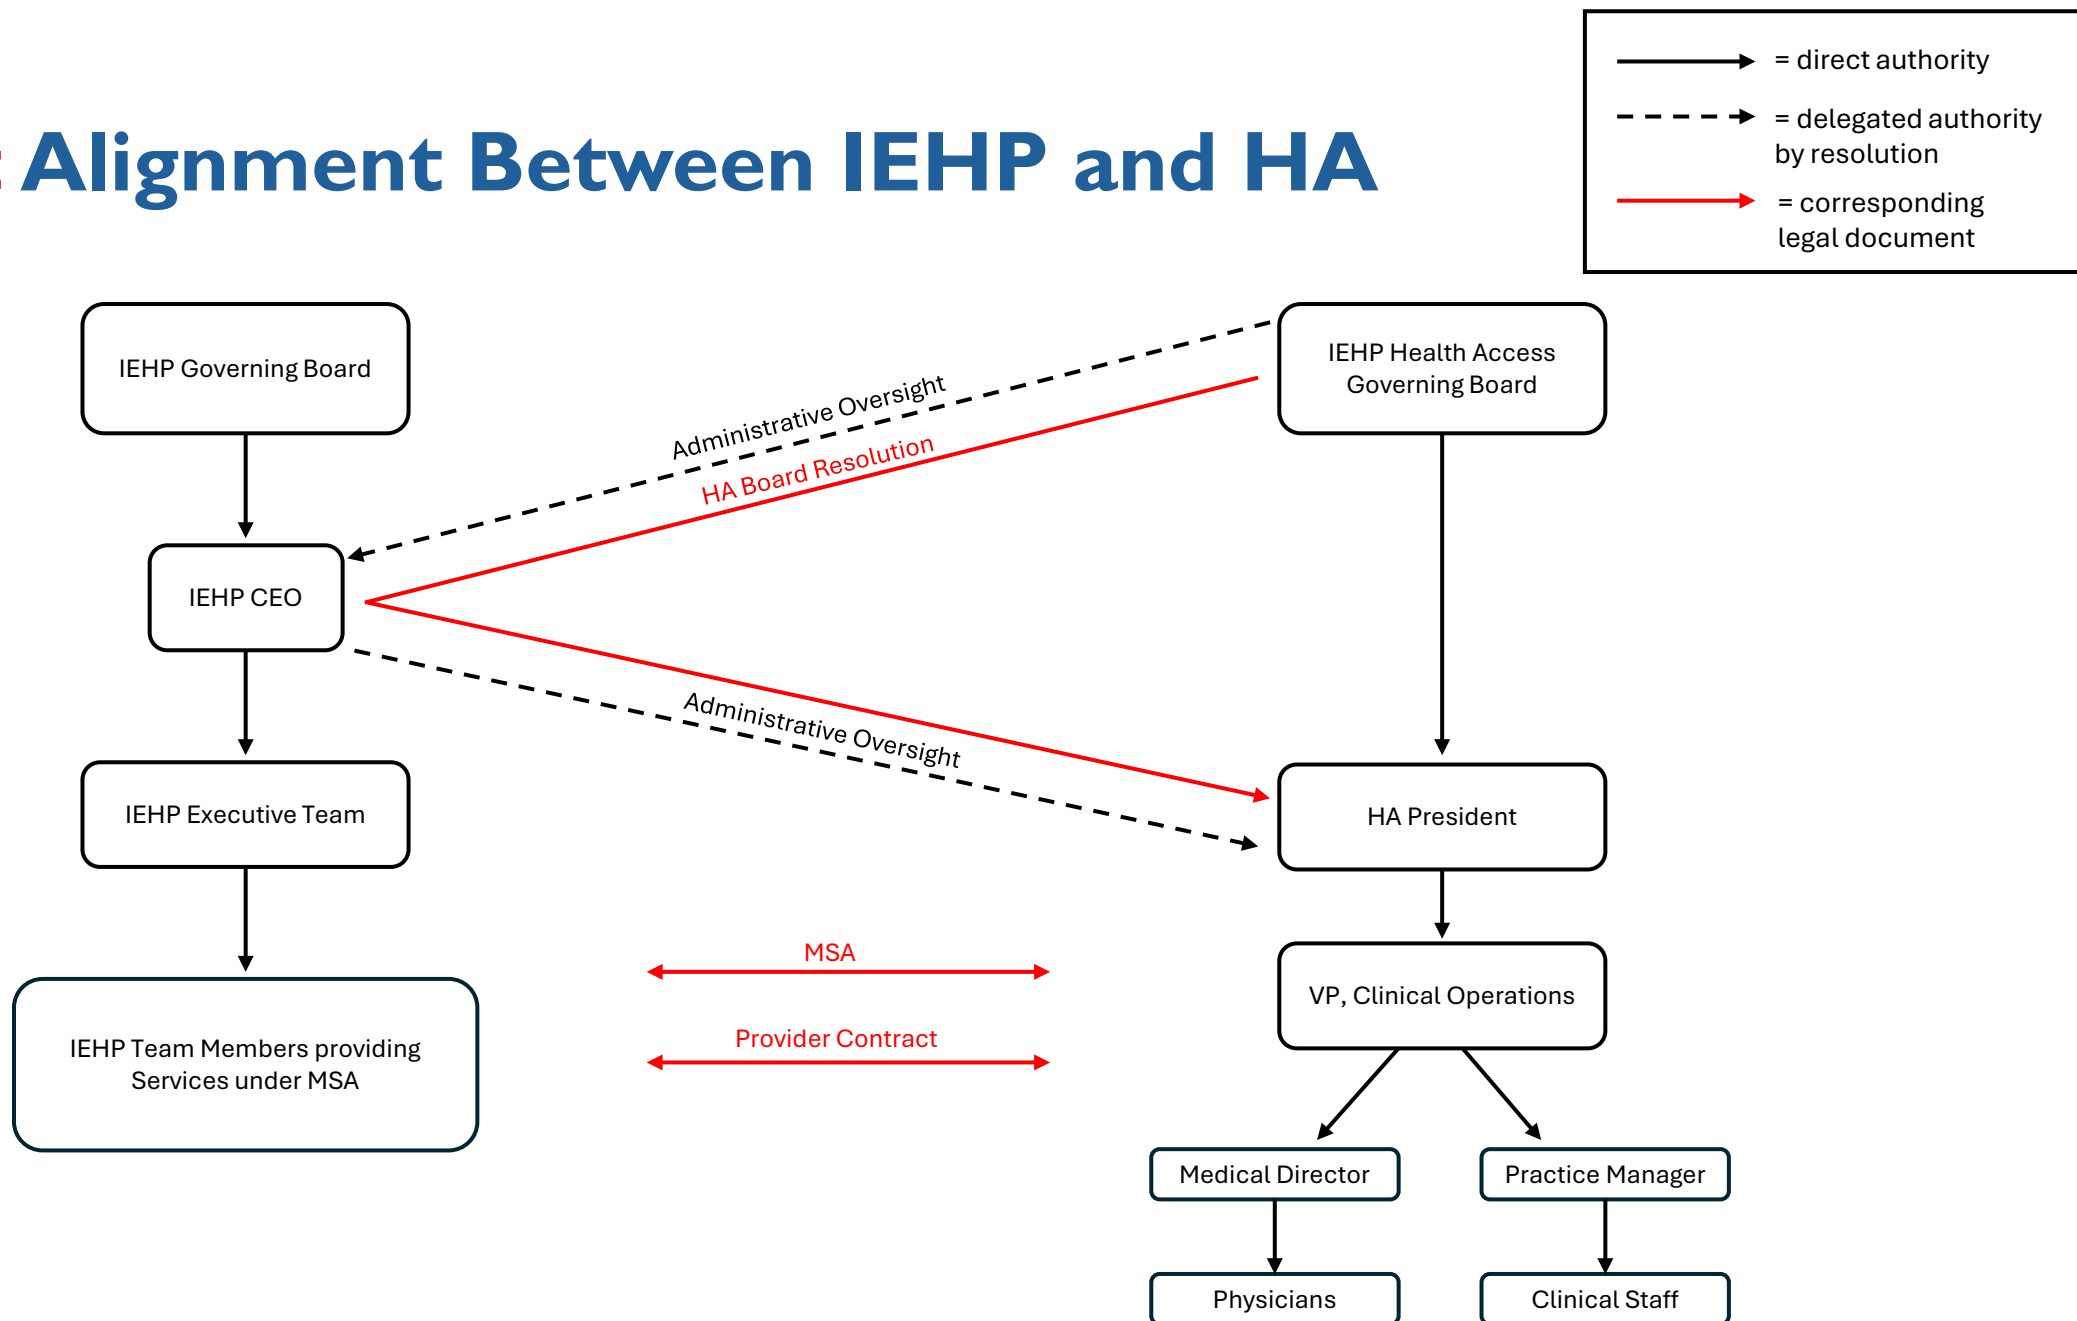 = direct authority
= delegated authority
by resolution
= corresponding
legal document
Alignment Between IEHP and HA
IEHP Governing Board
IEHP Health Access
Governing Board
Administrative Oversight
HA Board Resolution
IEHP CEO
Administrative Oversight
IEHP Executive Team
HA President
MSA
VP, Clinical Operations
Provider Contract
IEHP Team Members providing
Services under MSA
Medical Director
Practice Manager
Physicians
Clinical Staff